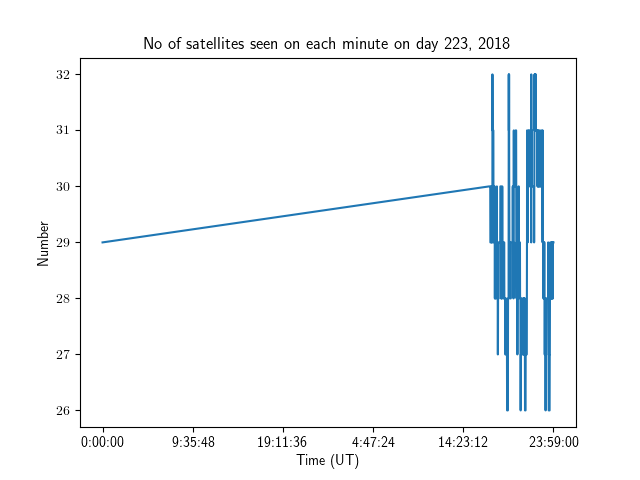 No of satellites seen on each minute on day 223, 2018
32
31
30
29
28
27
26
Number
0:00:00 9:35:48 19:11:36 4:47:24 14:23:12 23:59:00
Time (UT)